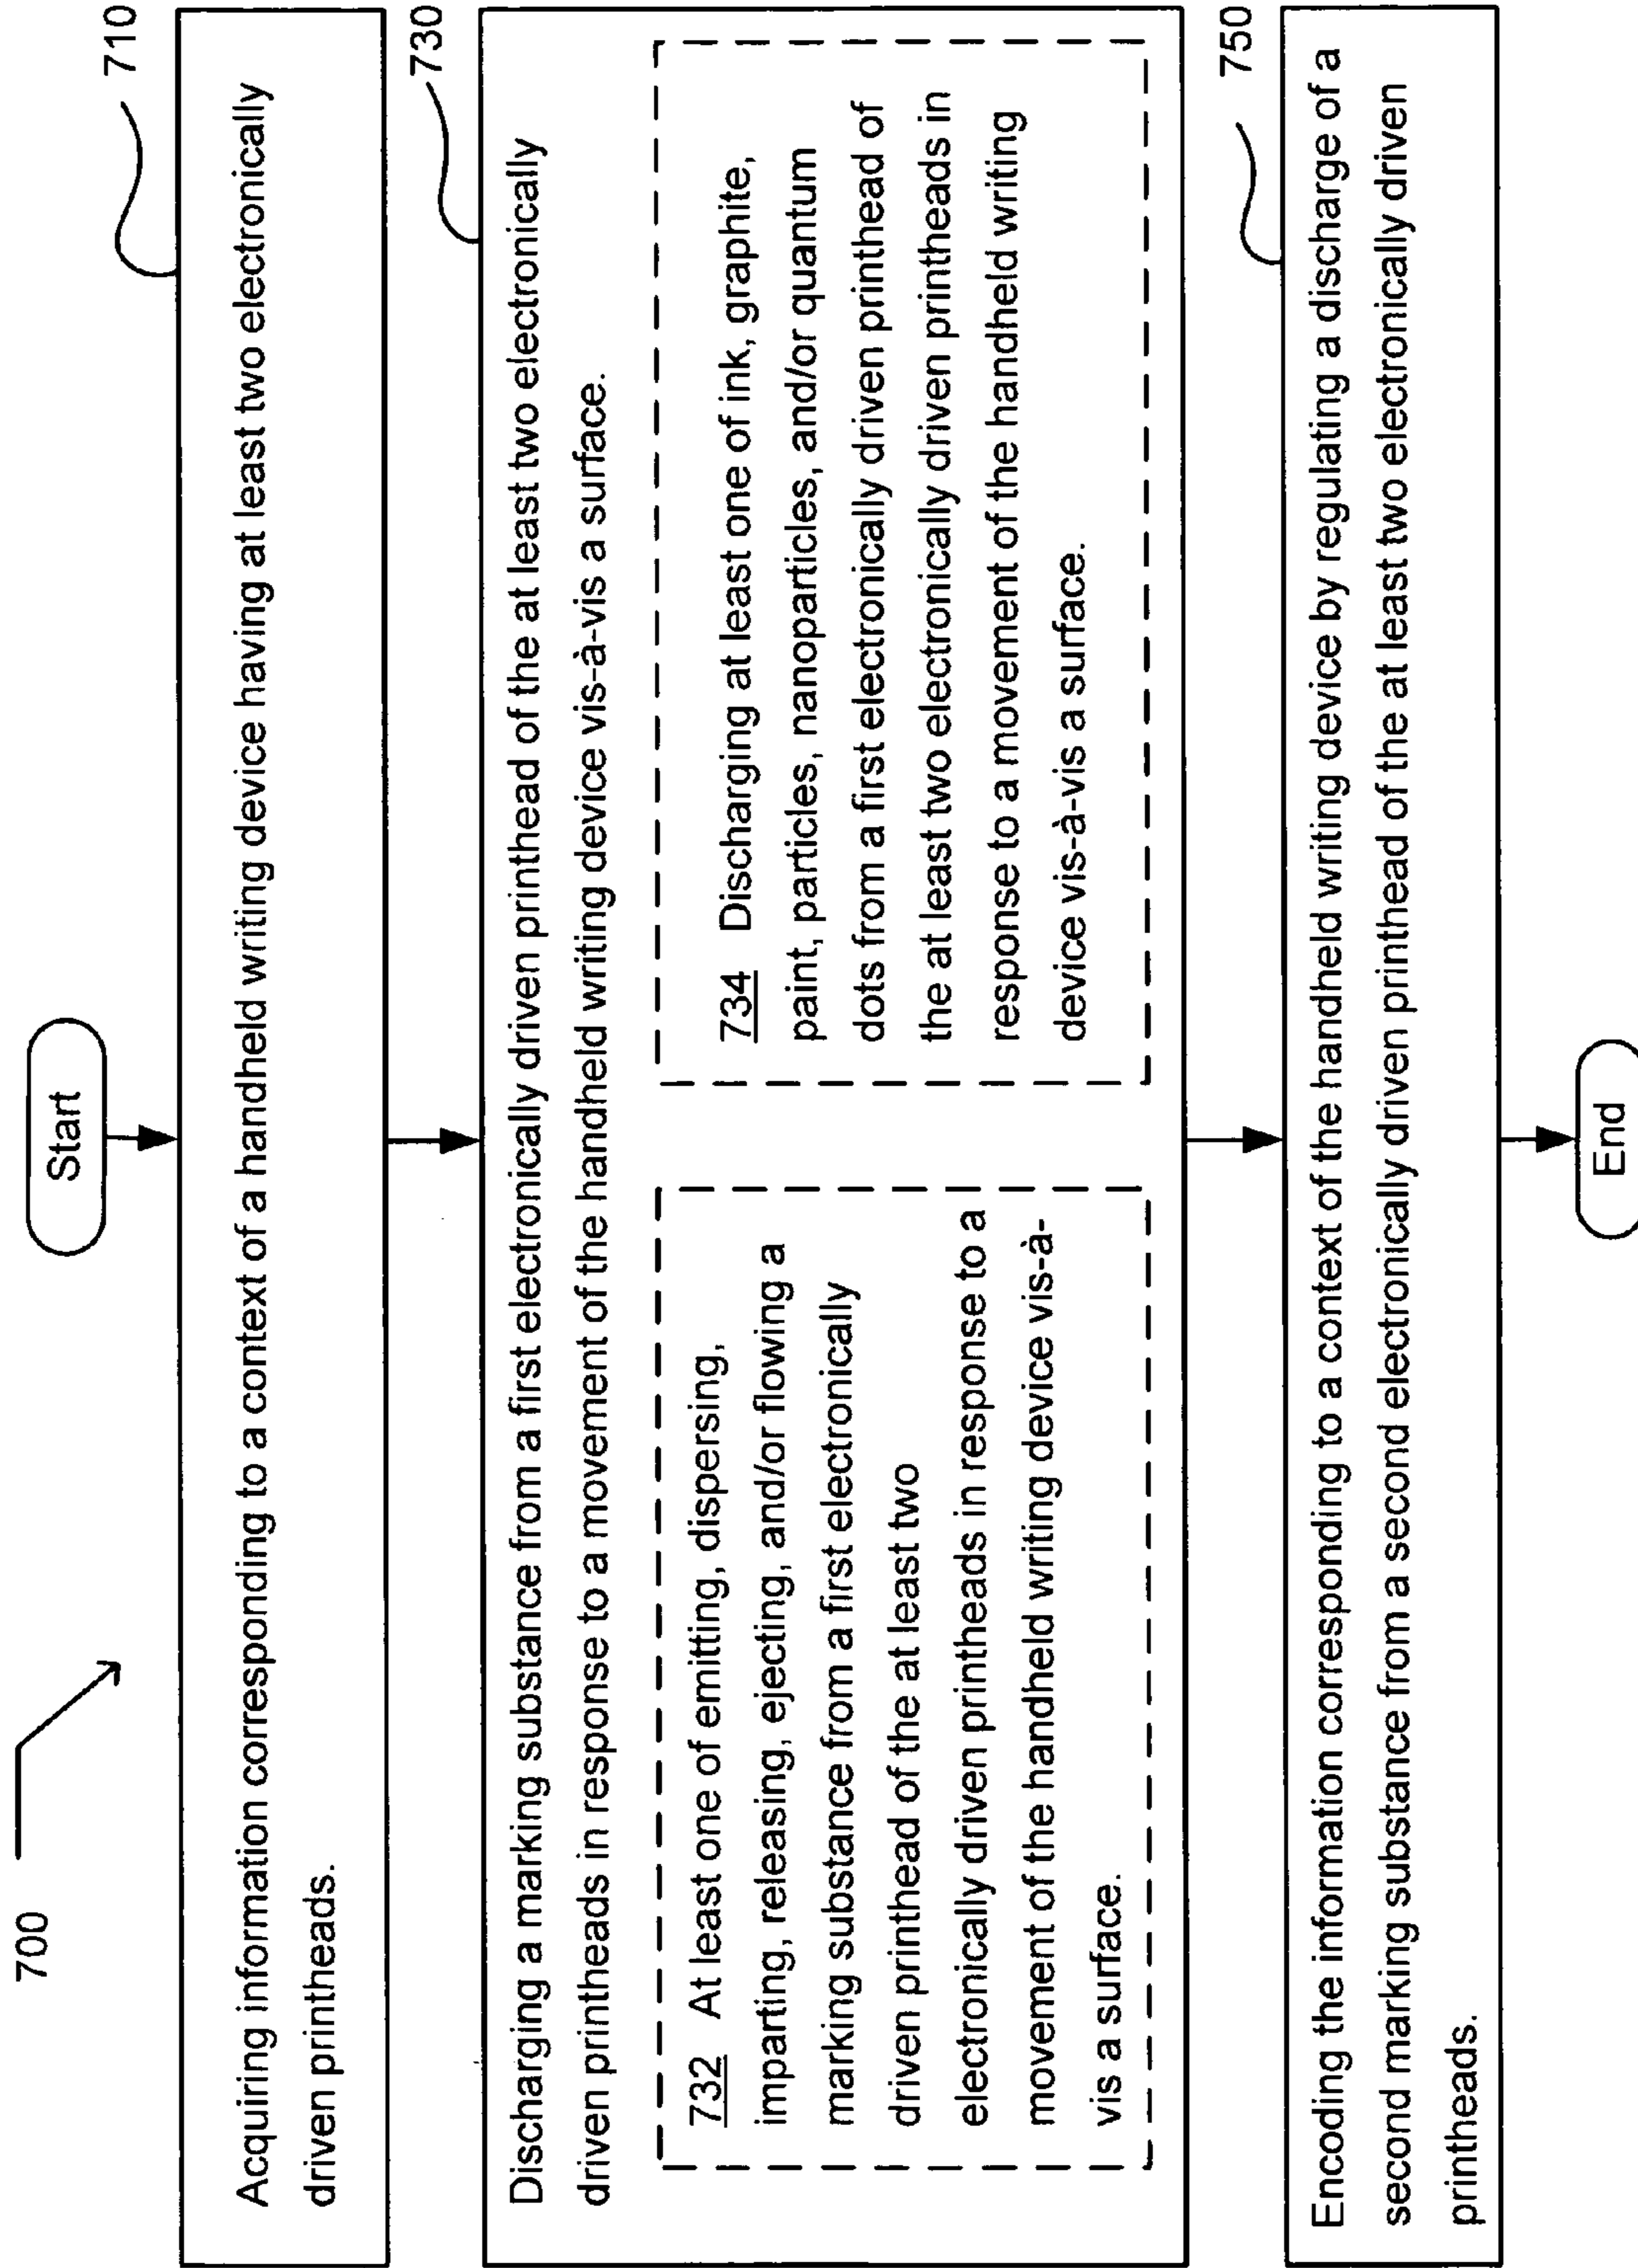 700
Start
710
Acquiring information corresponding to a context of a handheld writing device having at least two electronically
driven printheads.
730
Discharging a marking substance from a first electronically driven printhead of the at least two electronically
driven printheads in response to a movement of the handheld writing device vis-à-vis a surface.
732 At least one of emitting, dispersing,
imparting, releasing, ejecting, and/or flowing a
marking substance from a first electronically
driven printhead of the at least two
electronically driven printheads in response to a
movement of the handheld writing device vis-à-
vis a surface.
734 Discharging at least one of ink, graphite,
paint, particles, nanoparticles, and/or quantum
dots from a first electronically driven printhead of
the at least two electronically driven printheads in
response to a movement of the handheld writing
device vis-à-vis a surface.
750
Encoding the information corresponding to a context of the handheld writing device by regulating a discharge of a
second marking substance from a second electronically driven printhead of the at least two electronically driven
printheads.
End